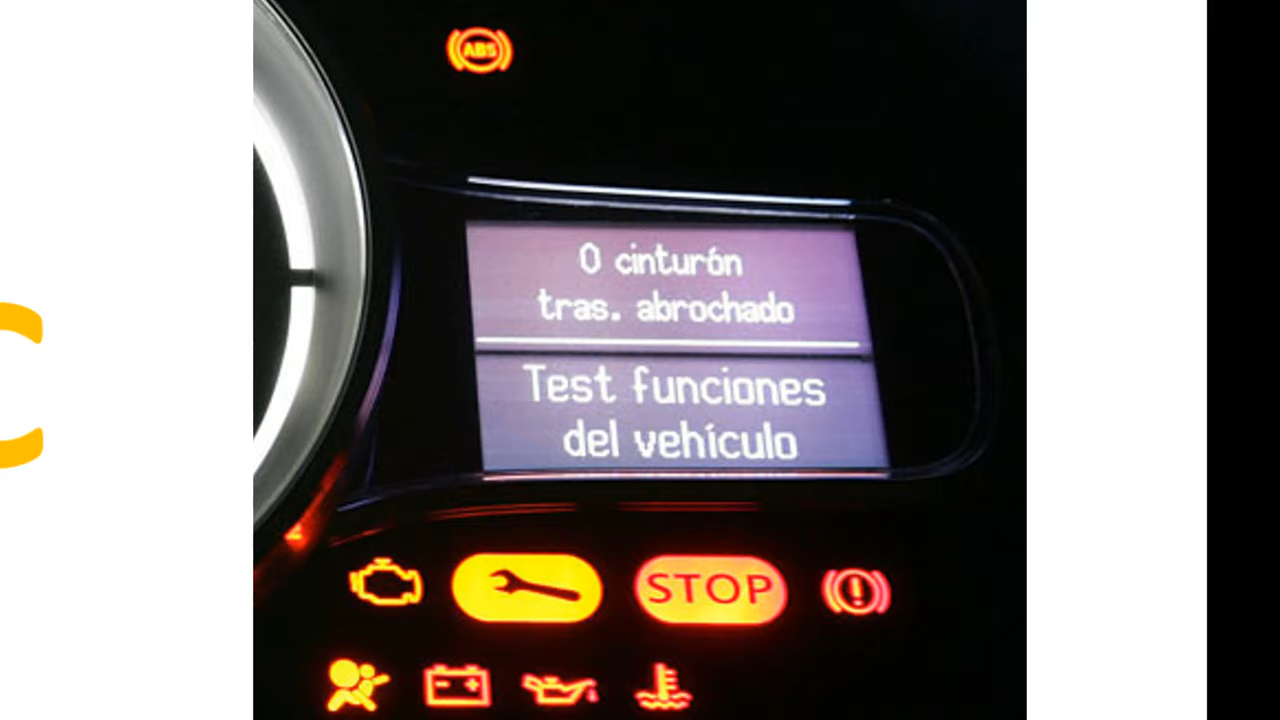 ABS
0 cinturón
tras. abrochado
Test funciones
del vehículo
STOP